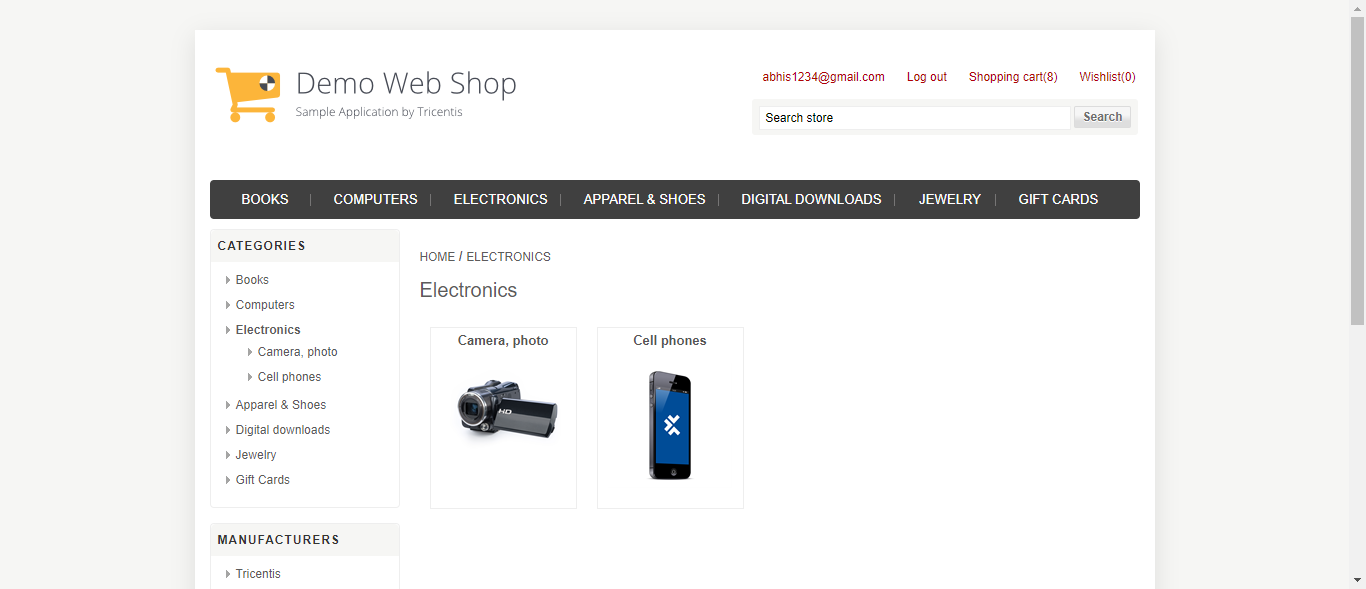 Demo Web Shop
Sample Application by Tricentis
abhis1234@gmail.com Log out Shopping cart(8) Wishlist(0)
Search store Search
BOOKS COMPUTERS ELECTRONICS APPAREL & SHOES DIGITAL DOWNLOADS JEWELRY GIFT CARDS
CATEGORIES
Books
Computers
Electronics
Camera, photo
Cell phones
Apparel & Shoes
Digital downloads
Jewelry
Gift Cards
MANUFACTURERS
Tricentis
HOME / ELECTRONICS
Electronics
Camera, photo
HD
Cell phones